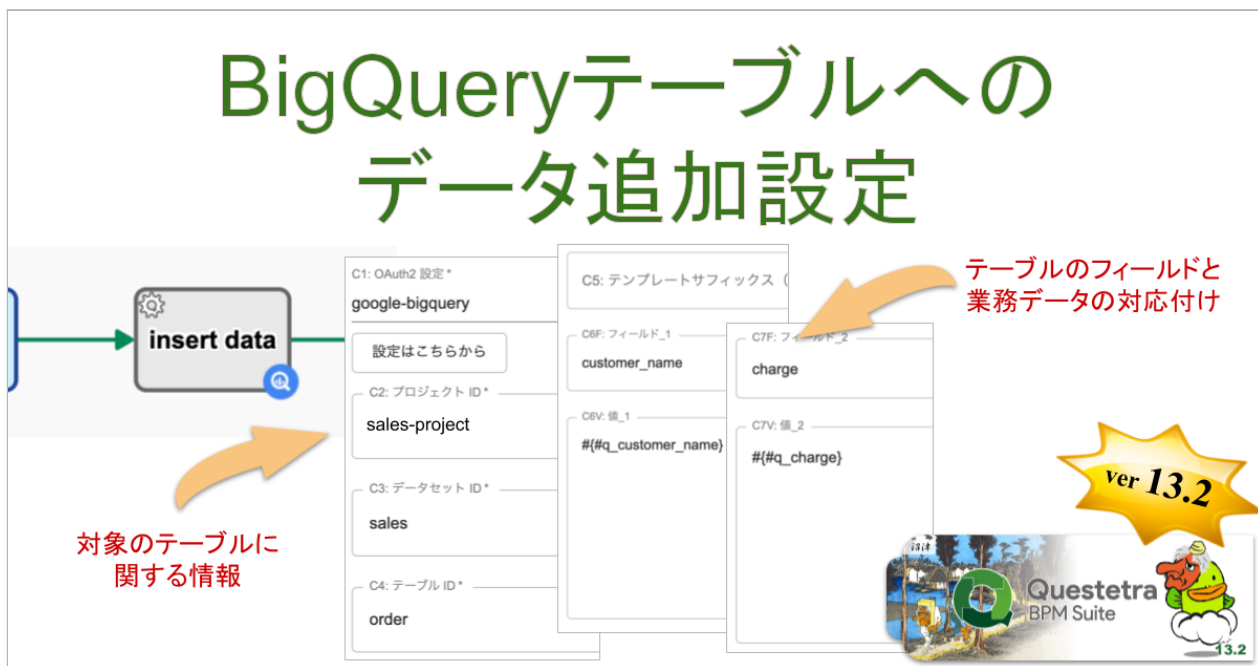 BigQueryテーブルへの
データ追加設定
insert data
対象のテーブルに
関する情報
C1: OAuth2 設定 *
google-bigquery
設定はこちらから
C2: プロジェクト ID *
sales-project
C3: データセット ID *
sales
C4: テーブル ID *
order
C5: テンプレートサフィックス（
C6F: フィールド_1
customer_name
C6V: 値_1
#{#q_customer_name}
C7F: フィールド_2
charge
C7V: 値_2
#{#q_charge}
テーブルのフィールドと
業務データの対応付け
ver 13.2
沼津
Questetra
BPM Suite
13.2